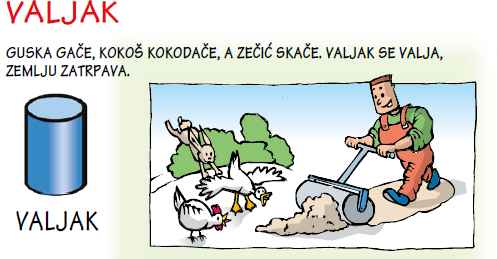 VALJAK
GUSKA GAČE, KOKOŠ KOKODAČE, A ZEČIĆ SKAČE. VALJAK SE VALJA,
ZEMLJU ZATRPAVA.
VALJAK